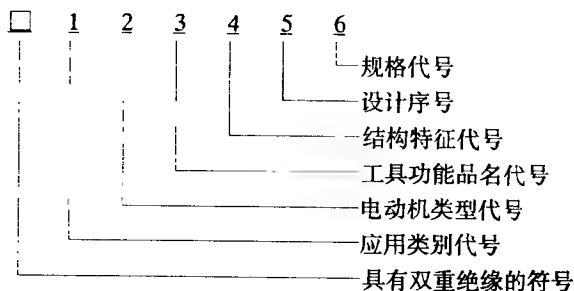 □ 1 2 3 4 5 6
规格代号
设计序号
结构特征代号
工具功能品名代号
电动机类型代号
应用类别代号
具有双重绝缘的符号